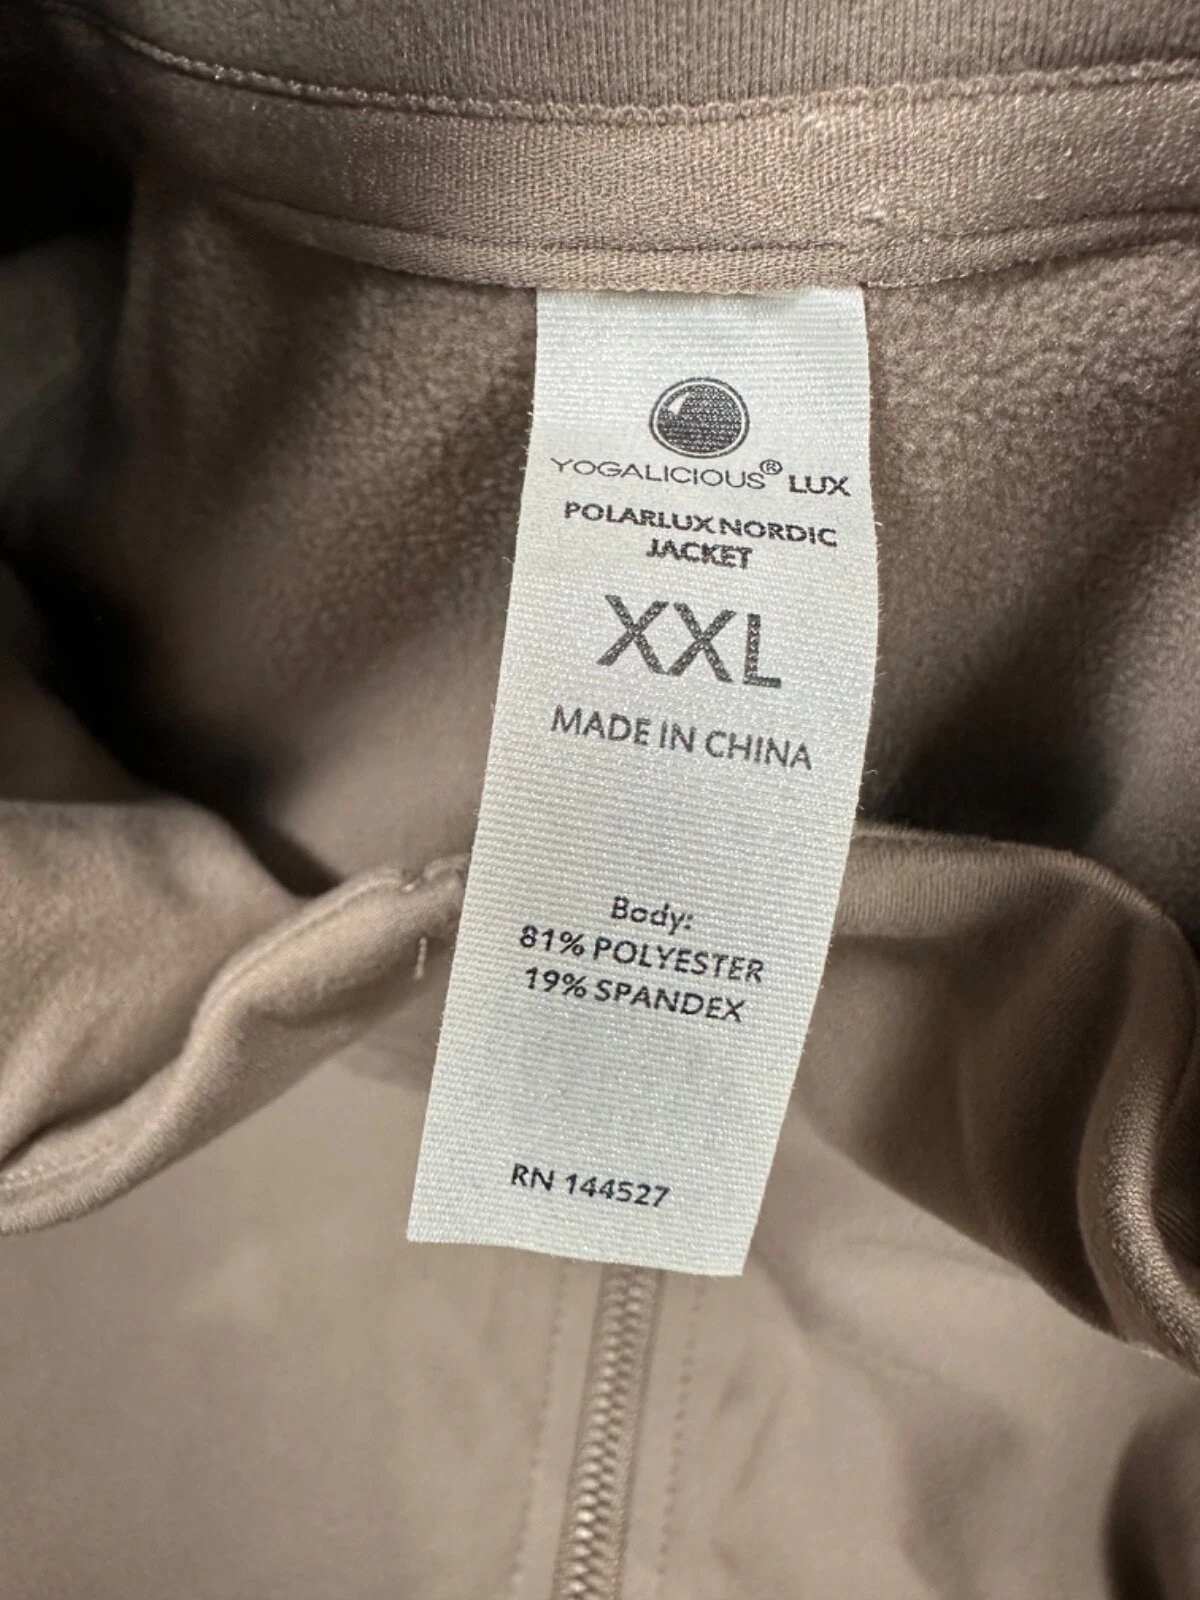 YOGALICIOUS® LUX
POLARLUX NORDIC
JACKET
XXL
MADE IN CHINA
Body:
81% POLYESTER
19% SPANDEX
RN 144527